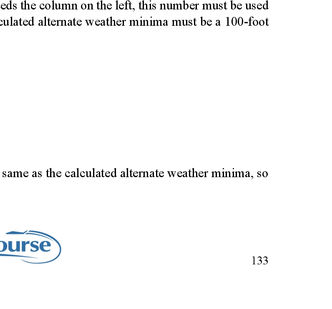 eds the column on the left, this number must be used
culated alternate weather minima must be a 100-foot
same as the calculated alternate weather minima, so
ourse
133